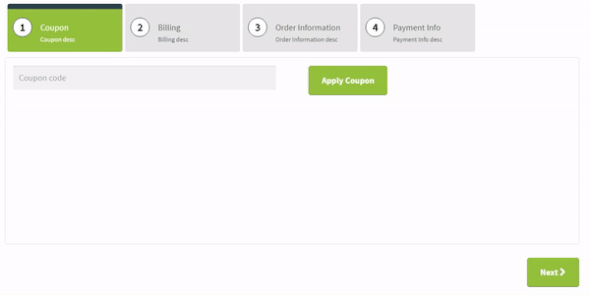 1 Coupon
Coupon desc
2 Billing
Billing desc
3 Order Information
Order Information desc
4 Payment Info
Payment Info desc
Coupon code
Apply Coupon
Next